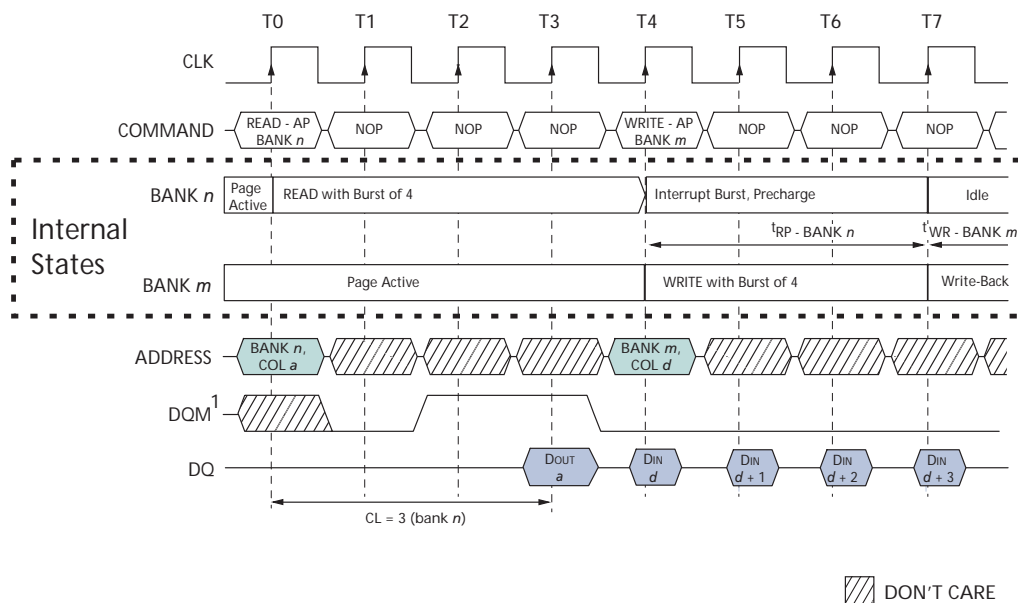 T0 T1 T2 T3 T4 T5 T6 T7
CLK
COMMAND
READ - AP
BANK n
NOP
NOP
NOP
WRITE - AP
BANK m
NOP
NOP
NOP
Internal
States
BANK n
Page
Active
READ with Burst of 4
Interrupt Burst, Precharge
Idle
tRP - BANK n
tWR - BANK m
BANK m
Page Active
WRITE with Burst of 4
Write-Back
ADDRESS
BANK n,
COL a
BANK m,
COL d
DQM1
DQ
DOUT
a
DIN
d
DIN
d + 1
DIN
d + 2
DIN
d + 3
CL = 3 (bank n)
DON'T CARE